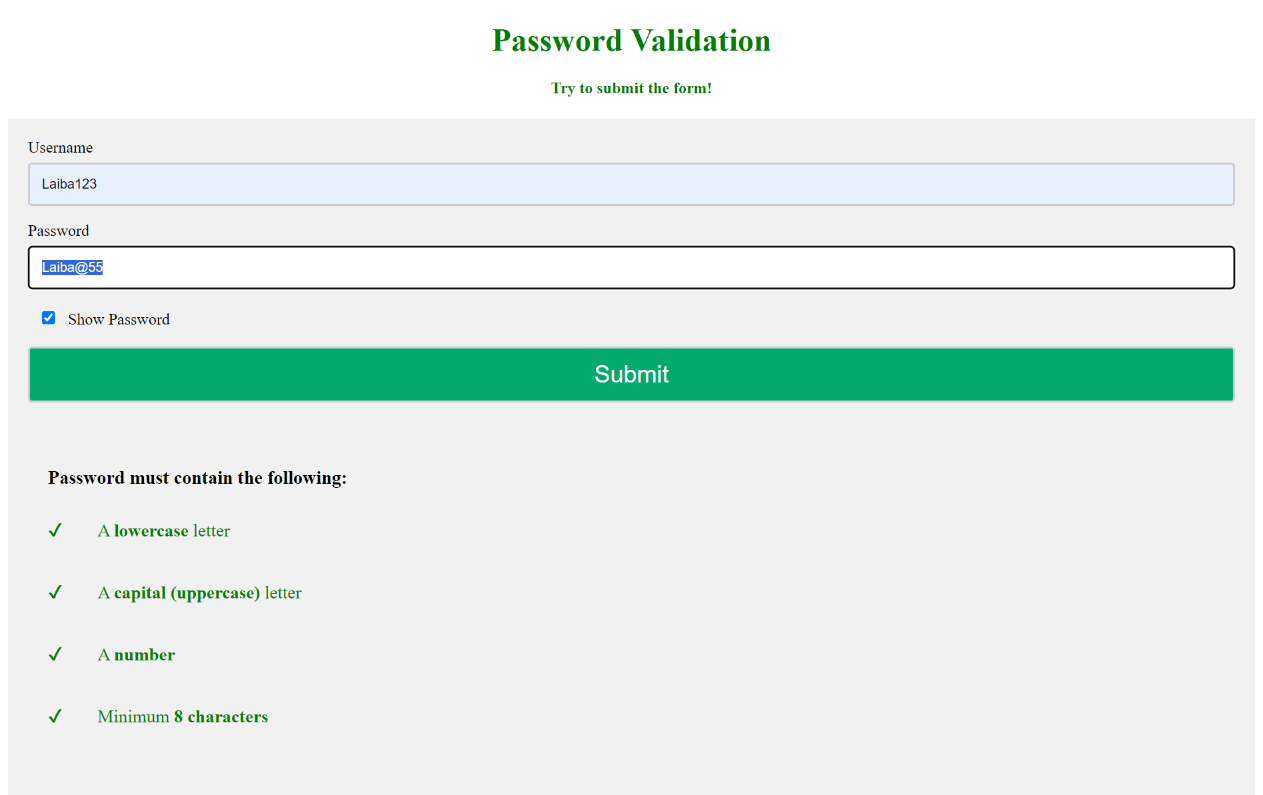 Password Validation
Try to submit the form!
Username
Laiba123
Password
Laiba@55
Show Password
Submit
Password must contain the following:
✓ A lowercase letter
✓ A capital (uppercase) letter
✓ A number
✓ Minimum 8 characters